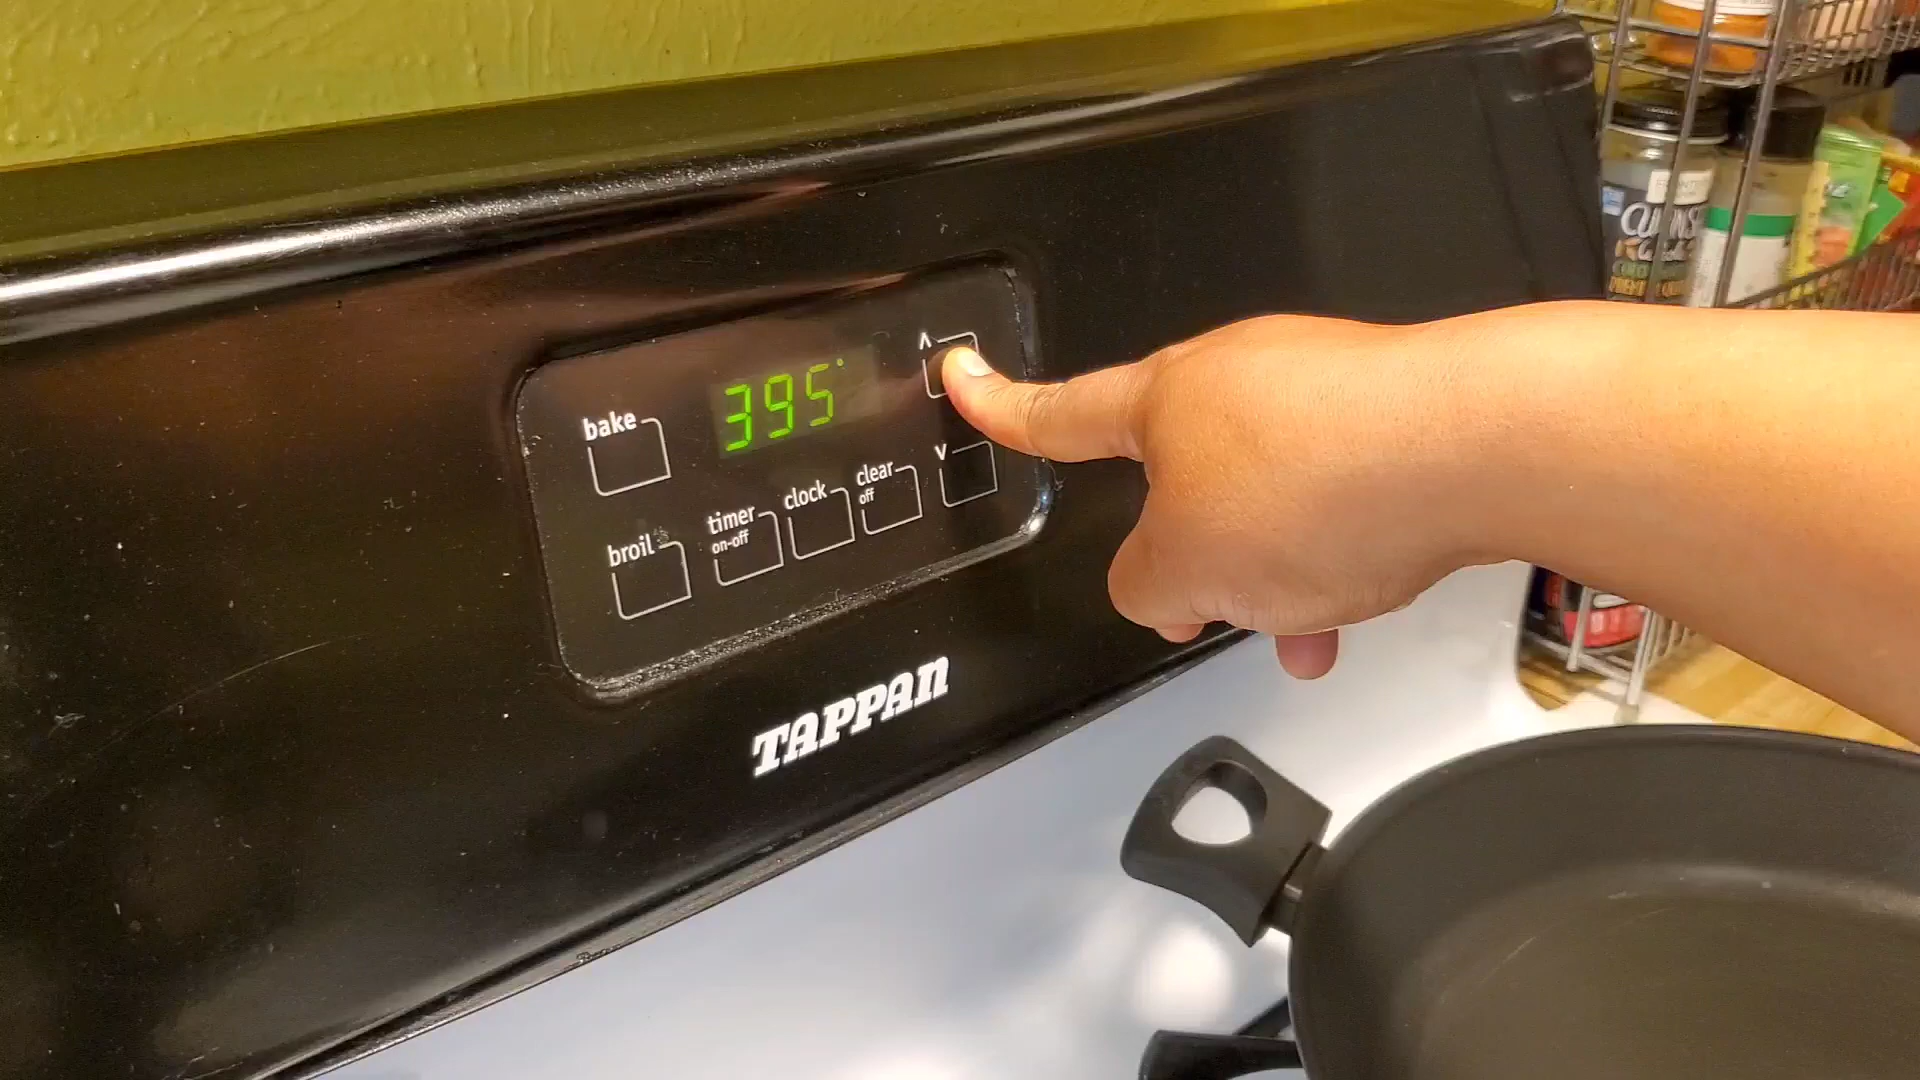 bake
395°
^
v
broil
timer
on-off
clock
clear
off
TAPPAN